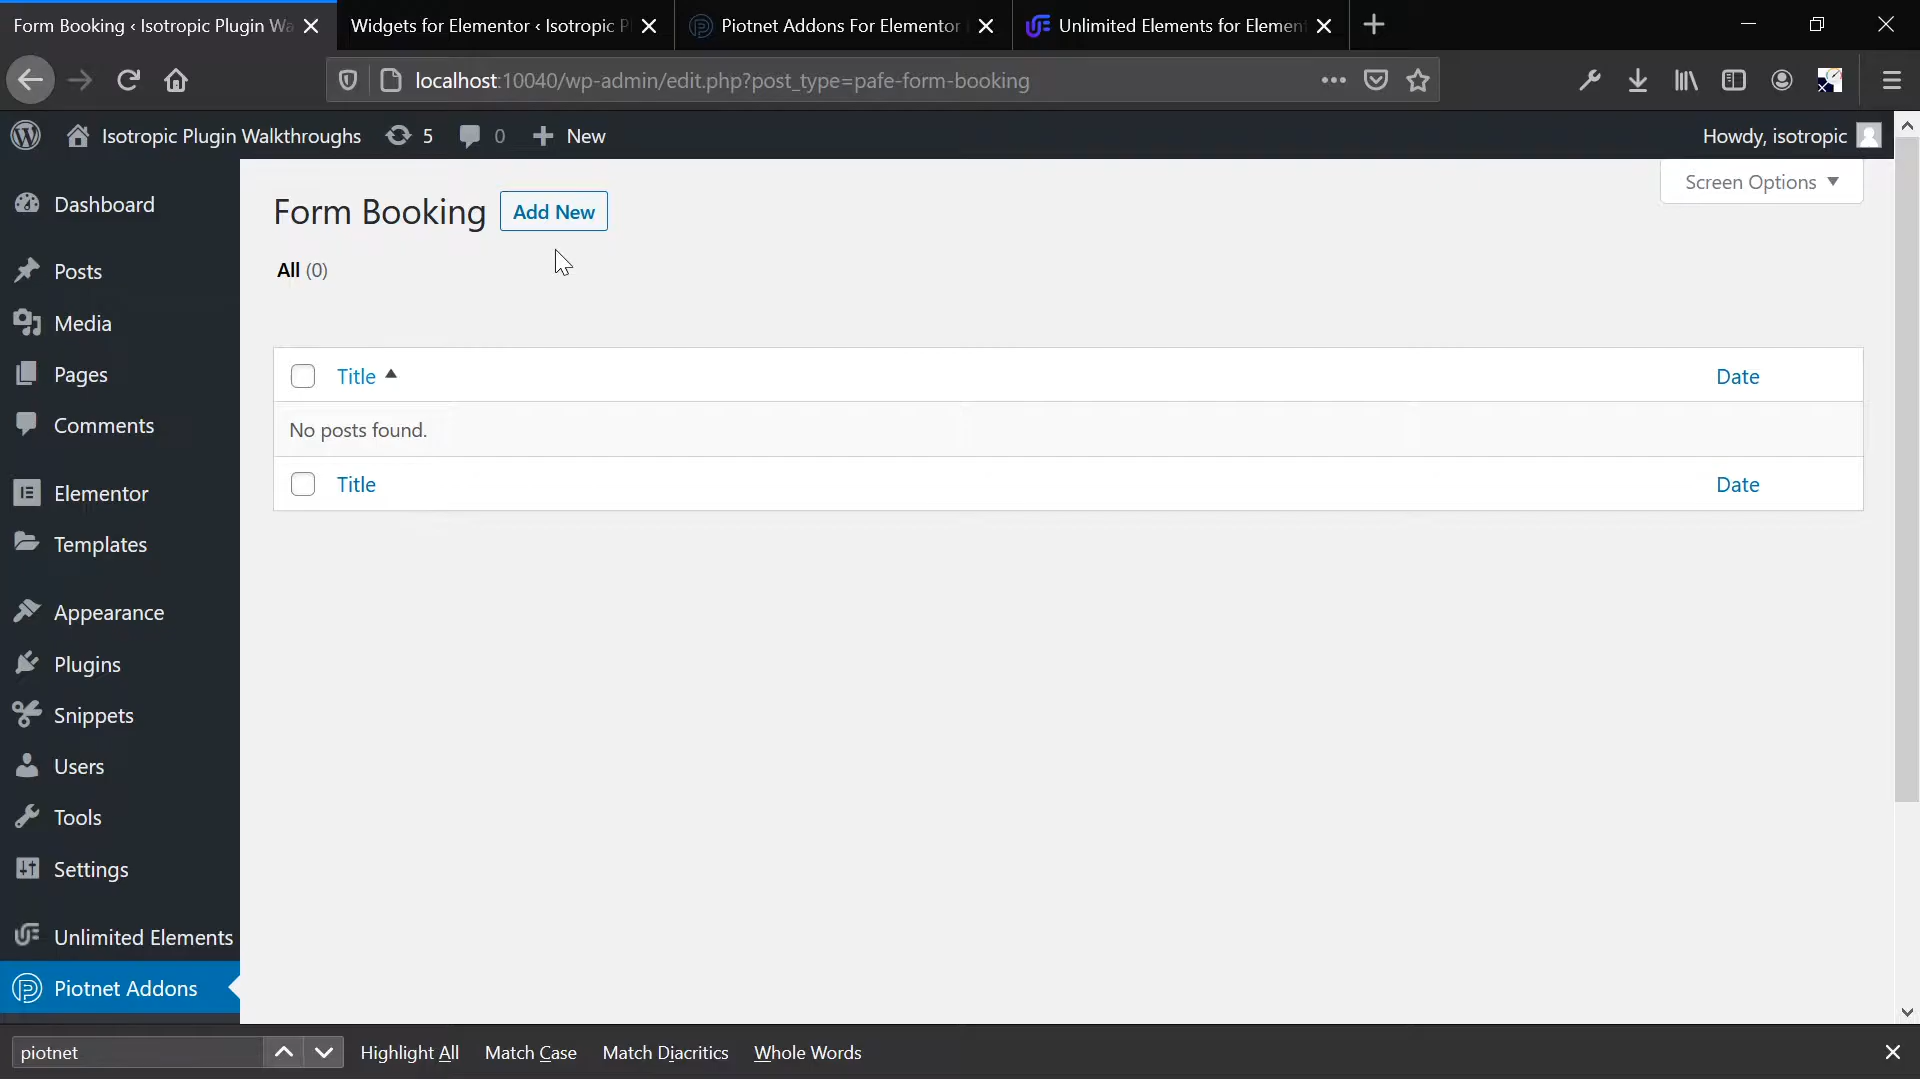 Form Booking ‹ Isotropic Plugin Wa
Widgets for Elementor ‹ Isotropic P
Piotnet Addons For Elementor
Unlimited Elements for Element
localhost:10040/wp-admin/edit.php?post_type=pafe-form-booking
Isotropic Plugin Walkthroughs 5 0 New
Howdy, isotropic
Screen Options
Dashboard
Posts
Media
Pages
Comments
Elementor
Templates
Appearance
Plugins
Snippets
Users
Tools
Settings
Unlimited Elements
Piotnet Addons
Form Booking Add New
All (0)
Title Date
No posts found.
Title Date
piotnet Highlight All Match Case Match Diacritics Whole Words